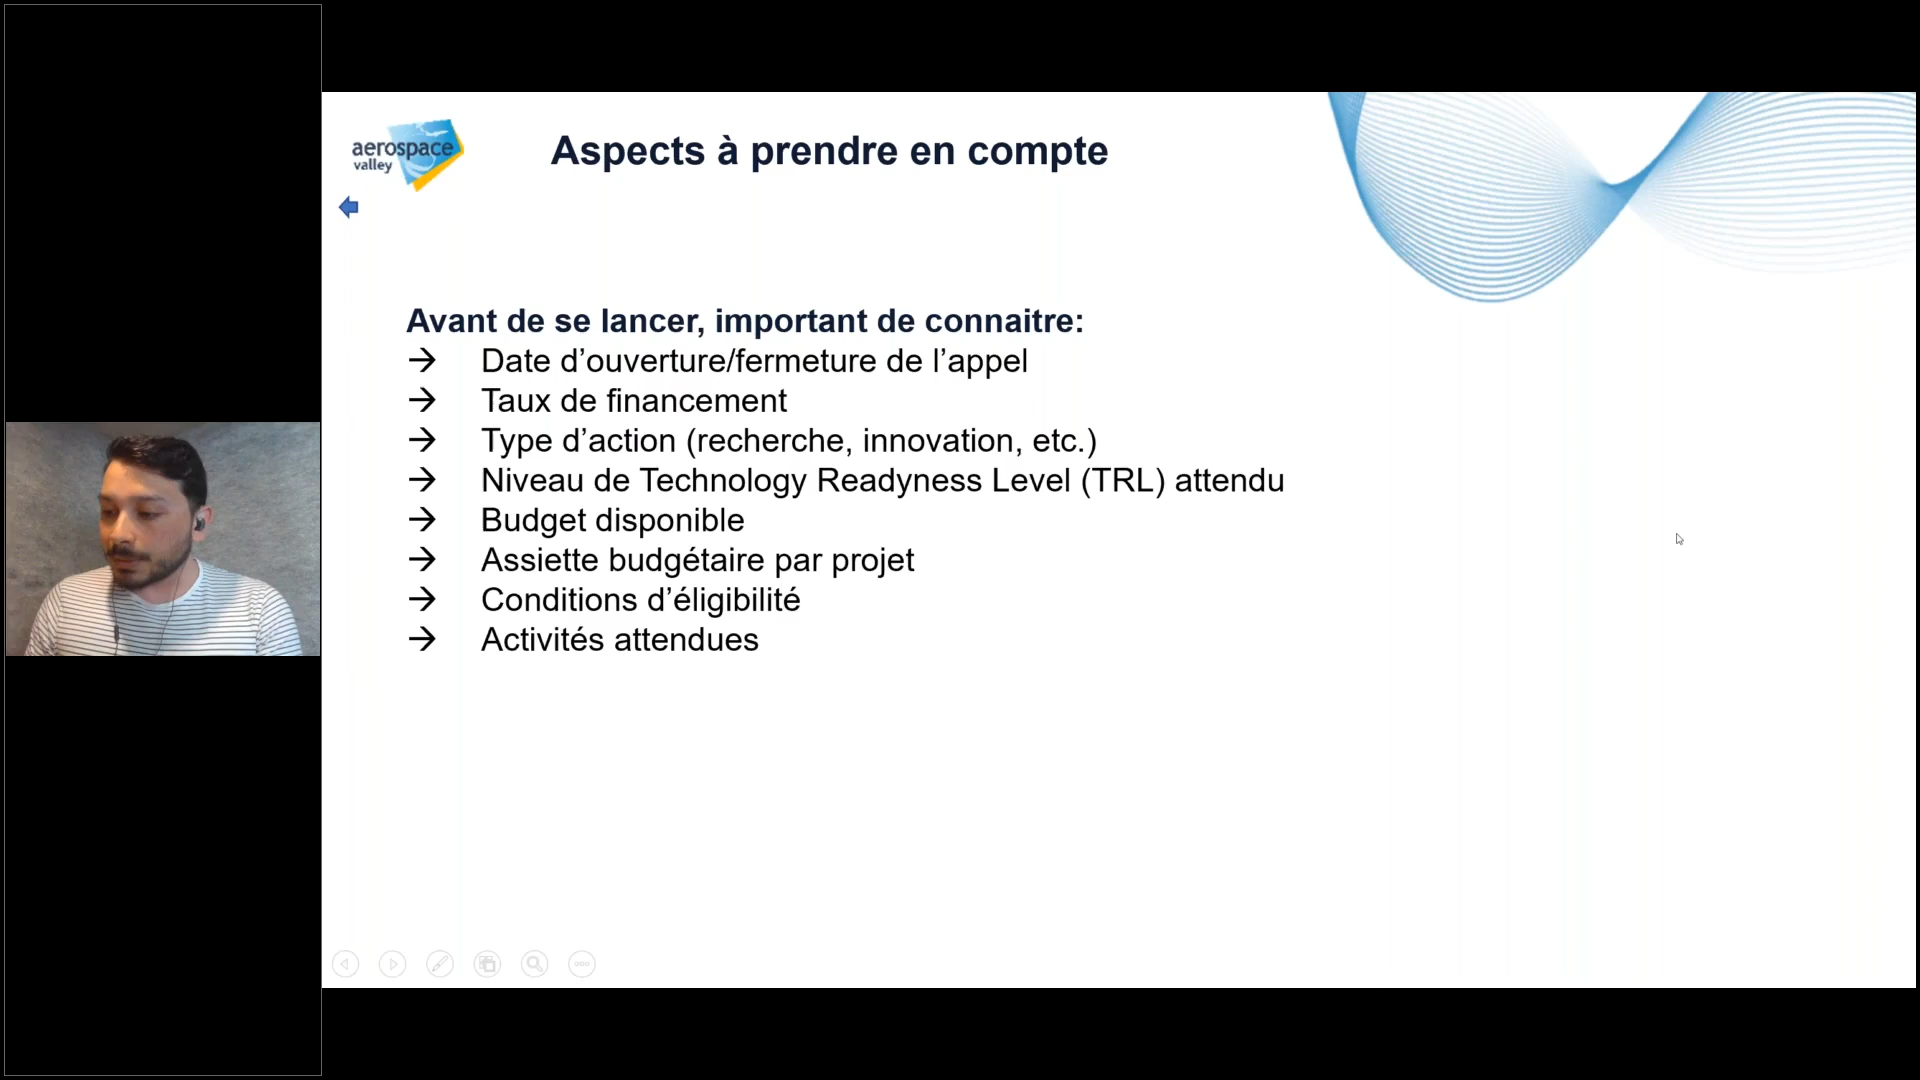 aerospace
valley
Aspects à prendre en compte
Avant de se lancer, important de connaitre:
→ Date d’ouverture/fermeture de l’appel
→ Taux de financement
→ Type d’action (recherche, innovation, etc.)
→ Niveau de Technology Readyness Level (TRL) attendu
→ Budget disponible
→ Assiette budgétaire par projet
→ Conditions d’éligibilité
→ Activités attendues